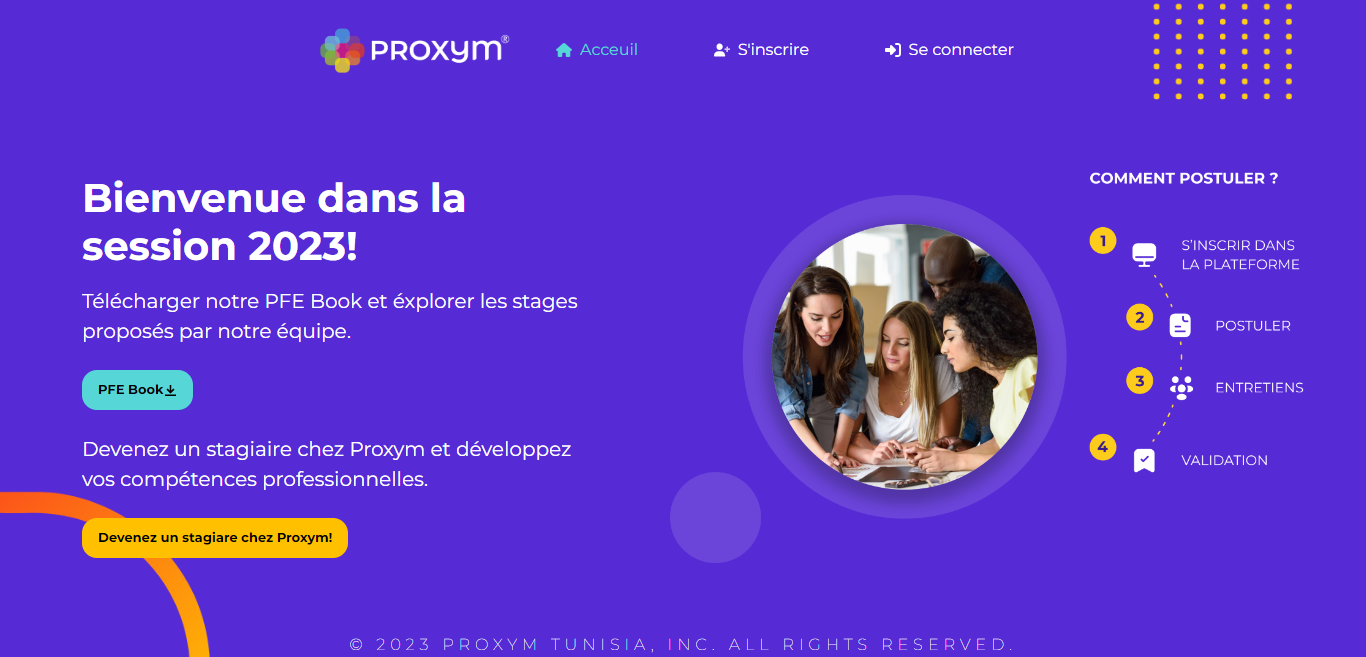 PROXYM®
Acceuil
S'inscrire
Se connecter
Bienvenue dans la
session 2023!
Télécharger notre PFE Book et éxplorer les stages
proposés par notre équipe.
PFE Book
Devenez un stagiaire chez Proxym et développez
vos compétences professionnelles.
Devenez un stagiare chez Proxym!
COMMENT POSTULER ?
1
S'INSCRIR DANS
LA PLATEFORME
2
POSTULER
3
ENTRETIENS
4
VALIDATION
© 2023 PROXYM TUNISIA, INC. ALL RIGHTS RESERVED.